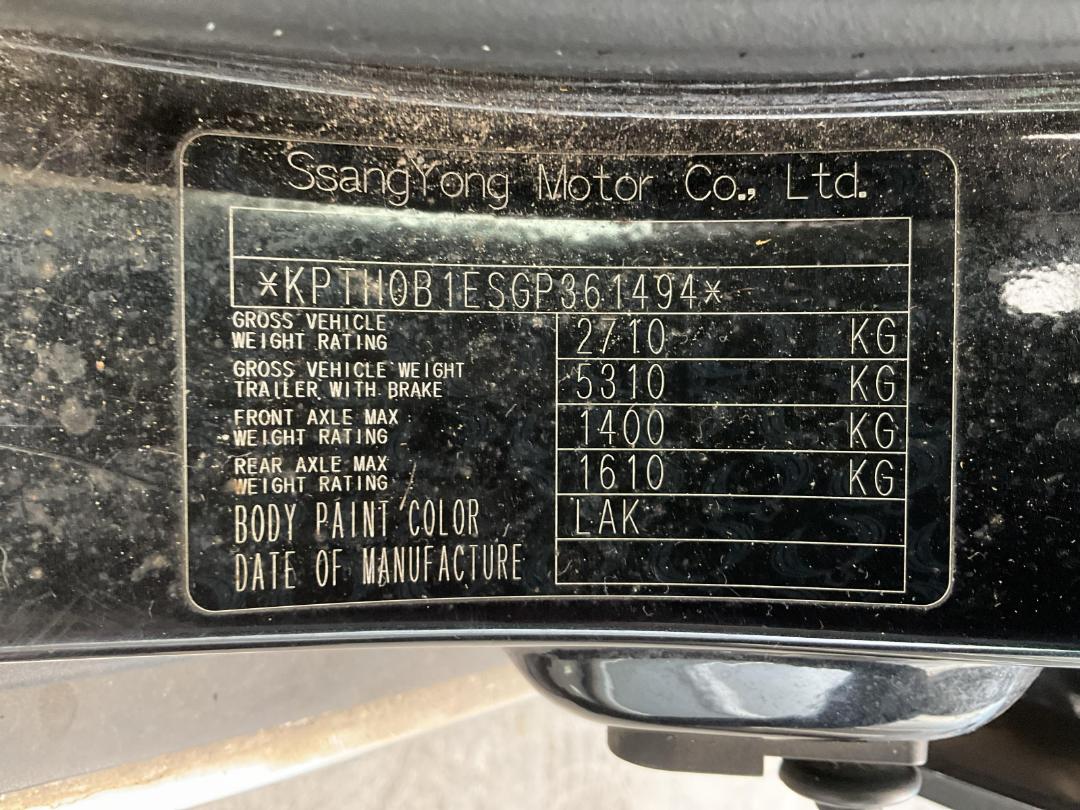 SsangYong Motor Co., Ltd.
*KPTH0B1ESGP361494*
GROSS VEHICLE
WEIGHT RATING
2710 KG
GROSS VEHICLE WEIGHT
TRAILER WITH BRAKE
5310 KG
FRONT AXLE MAX
WEIGHT RATING
1400 KG
REAR AXLE MAX
WEIGHT RATING
1610 KG
BODY PAINT COLOR
LAK
DATE OF MANUFACTURE